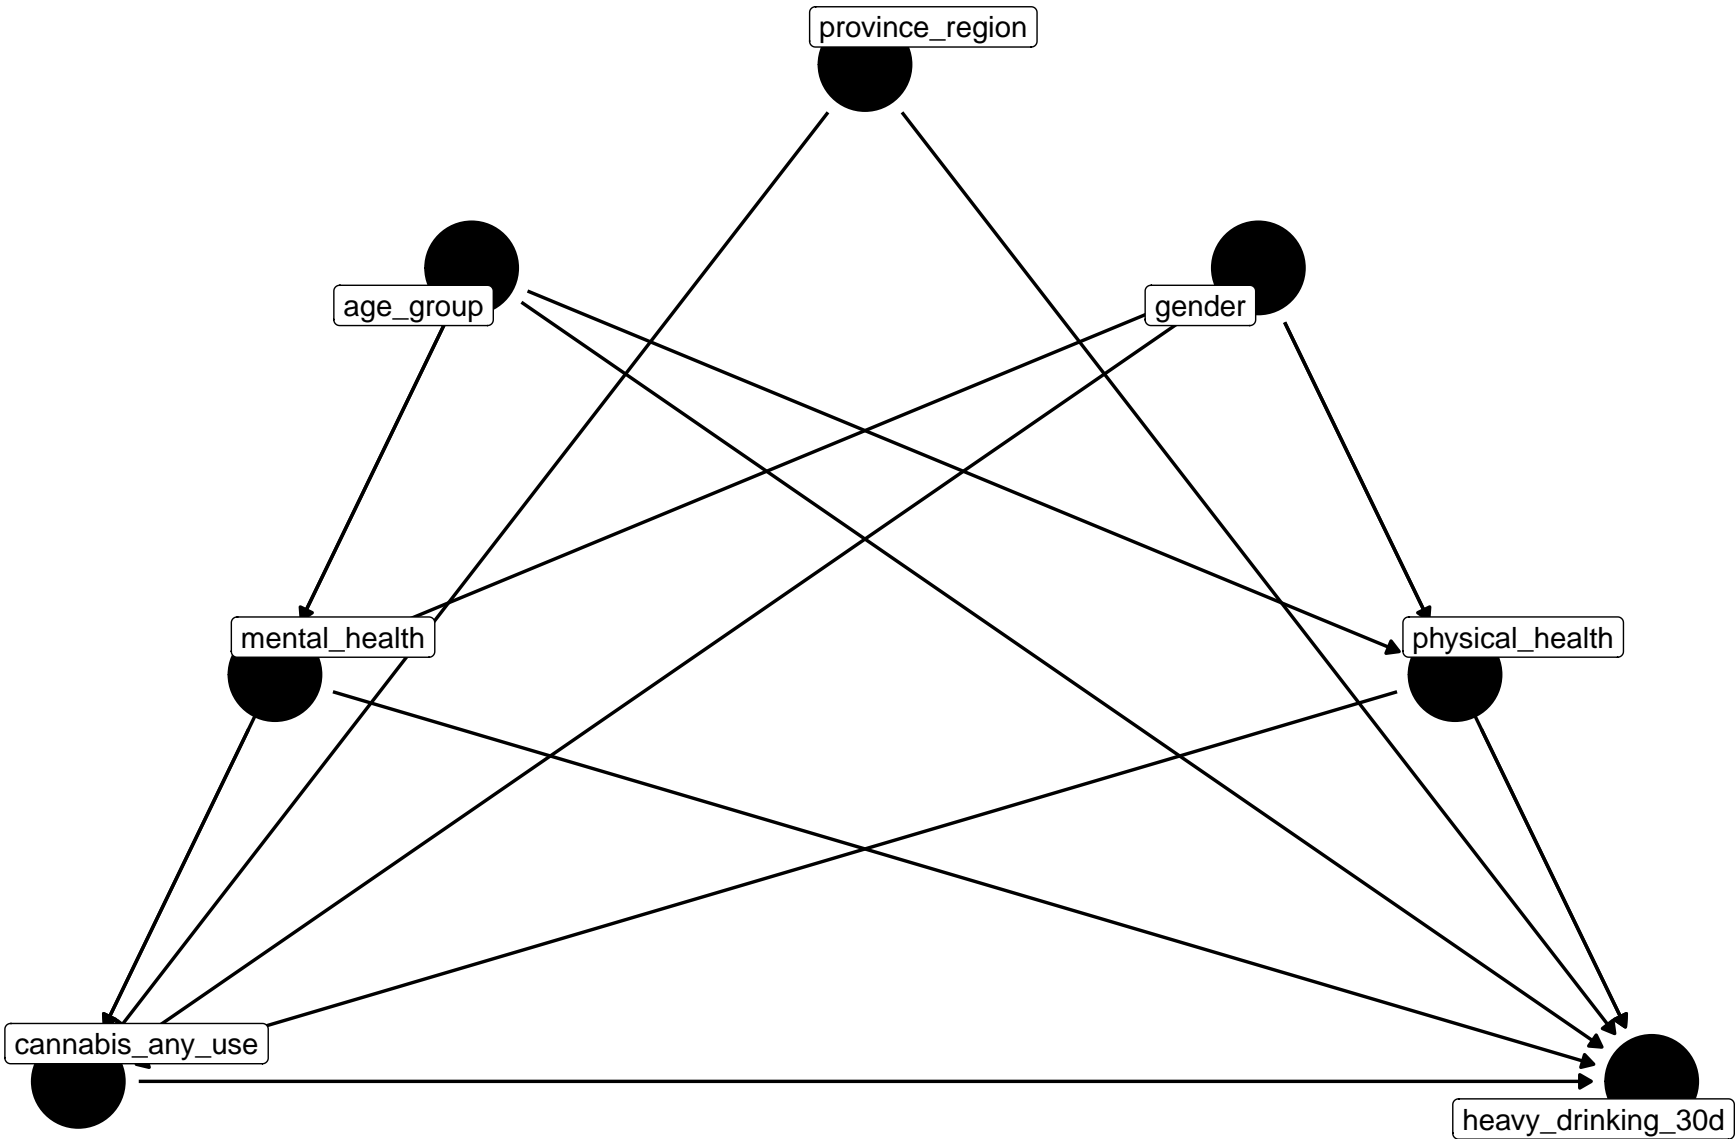 province_region
age_group
gender
mental_health
physical_health
cannabis_any_use
heavy_drinking_30d